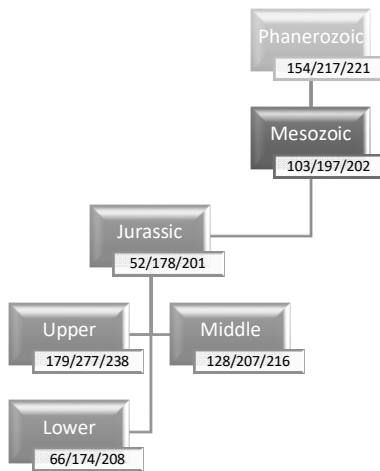 Phanerozoic
154/217/221
Mesozoic
103/197/202
Jurassic
52/178/201
Upper
179/277/238
Middle
128/207/216
Lower
66/174/208